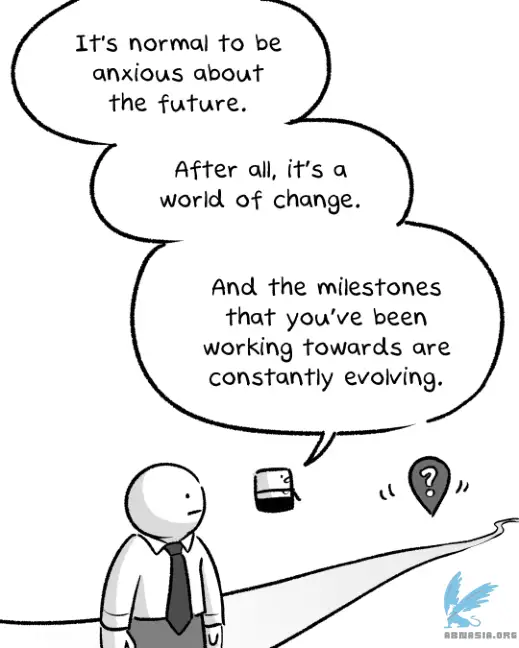 It's normal to be
anxious about
the future.
After all, it's a
world of change.
And the milestones
that you've been
working towards are
constantly evolving.
?
ABMASIA.ORG